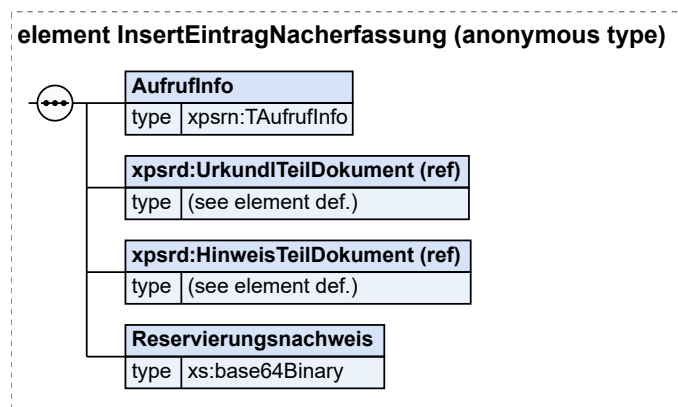 element InsertEintragNacherfassung (anonymous type)
AufrufInfo
type xpsrn:TAufrufInfo
xpsrd:UrkundlTeilDokument (ref)
type (see element def.)
xpsrd:HinweisTeilDokument (ref)
type (see element def.)
Reservierungsnachweis
type xs:base64Binary